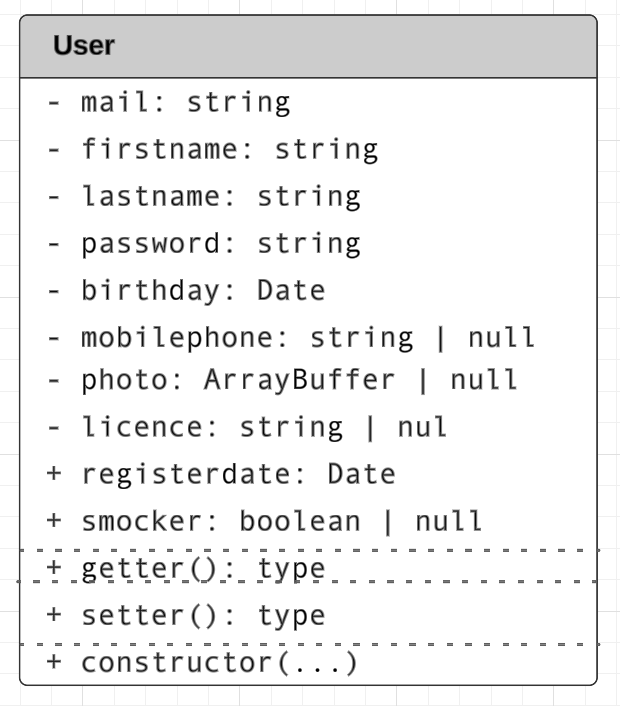 User
- mail: string
- firstname: string
- lastname: string
- password: string
- birthday: Date
- mobilephone: string | null
- photo: ArrayBuffer | null
- licence: string | nul
+ registerdate: Date
+ smocker: boolean | null
+ getter(): type
+ setter(): type
+ constructor(...)